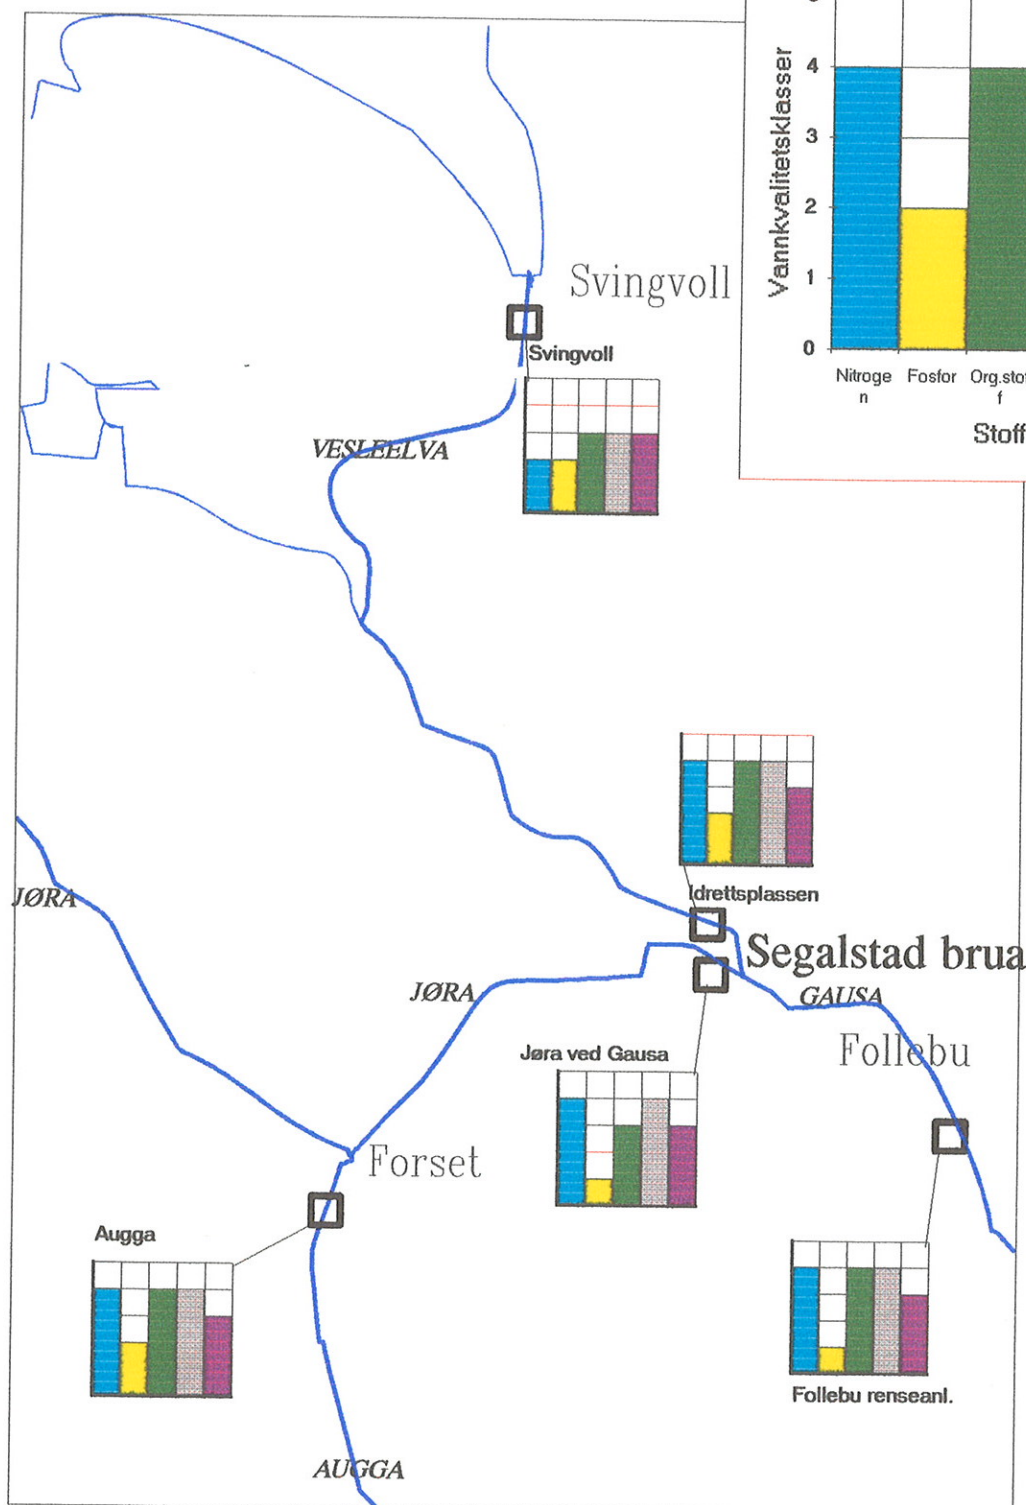 Vannkvalitetsklasser
4
3
2
1
0
Nitroge
n
Fosfor
Org.stof
f
Stoff
Svingvoll
Svingvoll
VESLEELVA
Idrettsplassen
JØRA
Segalstad brua
JØRA
GAUSA
Jøra ved Gausa
Follebu
Forset
Augga
Follebu renseanl.
AUGGA